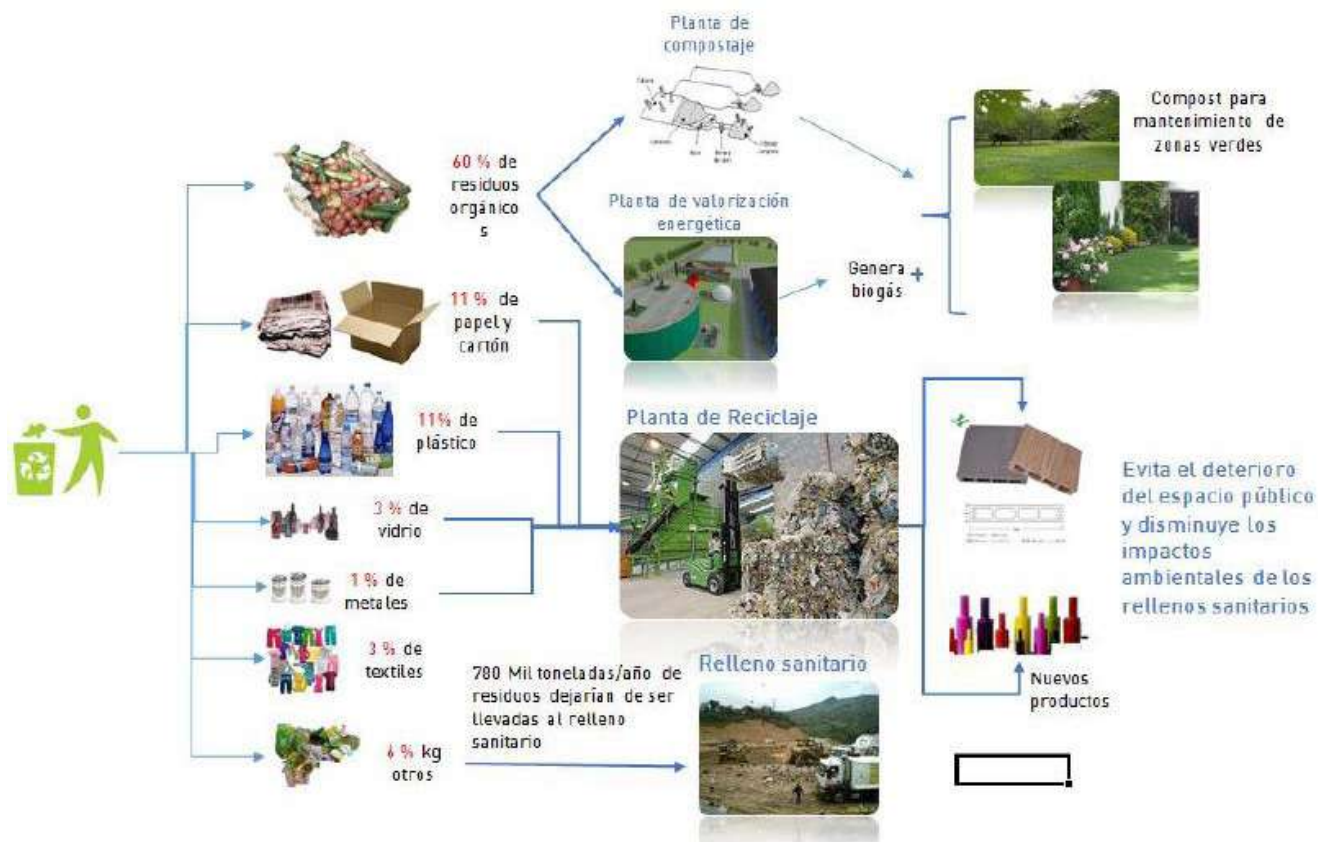 Planta de
compostaje
60 % de
residuos
orgánico
s
Compost para
mantenimiento de
zonas verdes
Planta de valorización
energética
Genera
biogás
+
11 % de
papel y
cartón
11% de
plástico
3 % de
vidrio
1 % de
metales
3 % de
textiles
6 % kg
otros
Planta de Reciclaje
780 Mil toneladas/año de
residuos dejarían de ser
llevadas al relleno
sanitario
Relleno sanitario
Nuevos
productos
Evita el deterioro
del espacio público
y disminuye los
impactos
ambientales de los
rellenos sanitarios